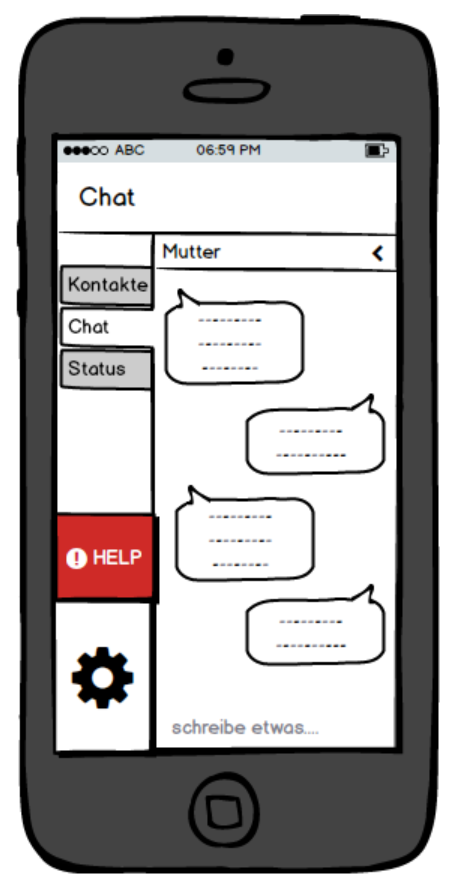 ABC 06:59 PM
Chat
Mutter
Kontakte
Chat
Status
HELP
schreibe etwas....